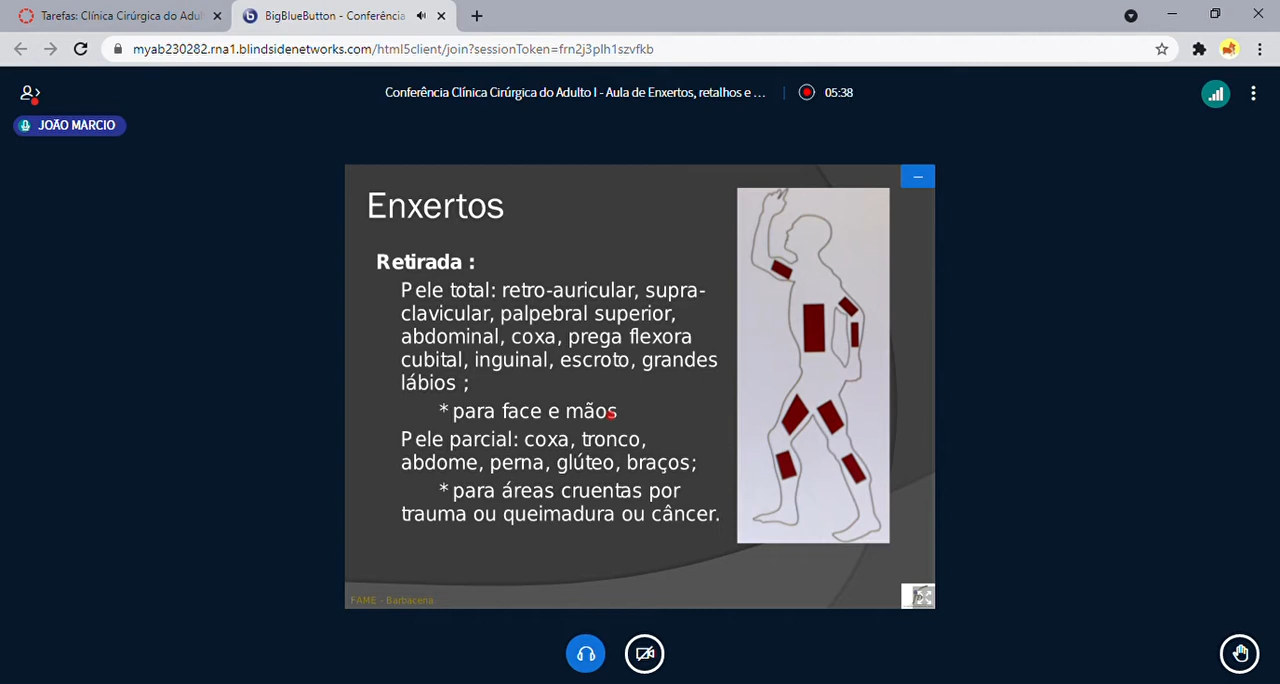 Tarefas: Clínica Cirúrgica do Adul
BigBlueButton - Conferência
myab230282.rna1.blindsidenetworks.com/html5client/join?sessionToken=frn2j3plh1szvfkb
Conferência Clínica Cirúrgica do Adulto I - Aula de Enxertos, retalhos e ...
05:38
JOÃO MARCIO
Enxertos
Retirada :
Pele total: retro-auricular, supra-
clavicular, palpebral superior,
abdominal, coxa, prega flexora
cubital, inguinal, escroto, grandes
lábios ;
*para face e mãos
Pele parcial: coxa, tronco,
abdome, perna, glúteo, braços;
*para áreas cruentas por
trauma ou queimadura ou câncer.
FAME - Barbacena